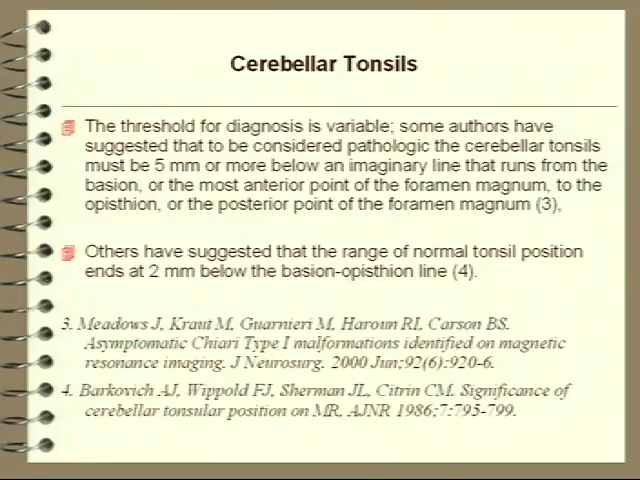 Cerebellar Tonsils
The threshold for diagnosis is variable; some authors have
suggested that to be considered pathologic the cerebellar tonsils
must be 5 mm or more below an imaginary line that runs from the
basion, or the most anterior point of the foramen magnum, to the
opisthion, or the posterior point of the foramen magnum (3),
Others have suggested that the range of normal tonsil position
ends at 2 mm below the basion-opisthion line (4).
3. Meadows J, Kraut M, Guarnieri M, Haroun RI, Carson BS.
Asymptomatic Chiari Type I malformations identified on magnetic
resonance imaging. J Neurosurg. 2000 Jun;92(6):920-6.
4. Barkovich AJ, Wippold FJ, Sherman JL, Citrin CM. Significance of
cerebellar tonsular position on MR, AJNR 1986;7:795-799.